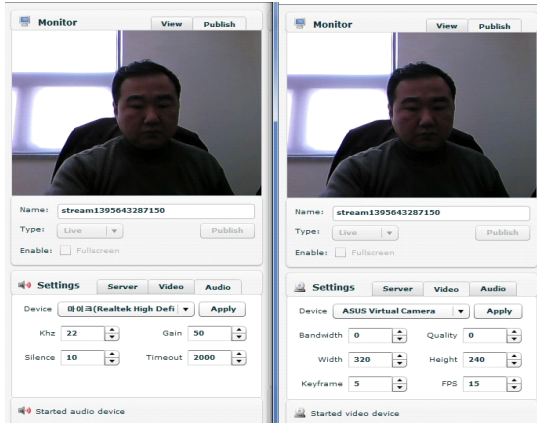 Monitor View Publish
Name: stream1395643287150
Type: Live Publish
Enable: Fullscreen
Settings Server Video Audio
Device 마이크(Realtek High Defi Apply
Khz 22 Gain 50
Silence 10 Timeout 2000
Started audio device
Monitor View Publish
Name: stream1395643287150
Type: Live Publish
Enable: Fullscreen
Settings Server Video Audio
Device ASUS Virtual Camera Apply
Bandwidth 0 Quality 0
Width 320 Height 240
Keyframe 5 FPS 15
Started video device